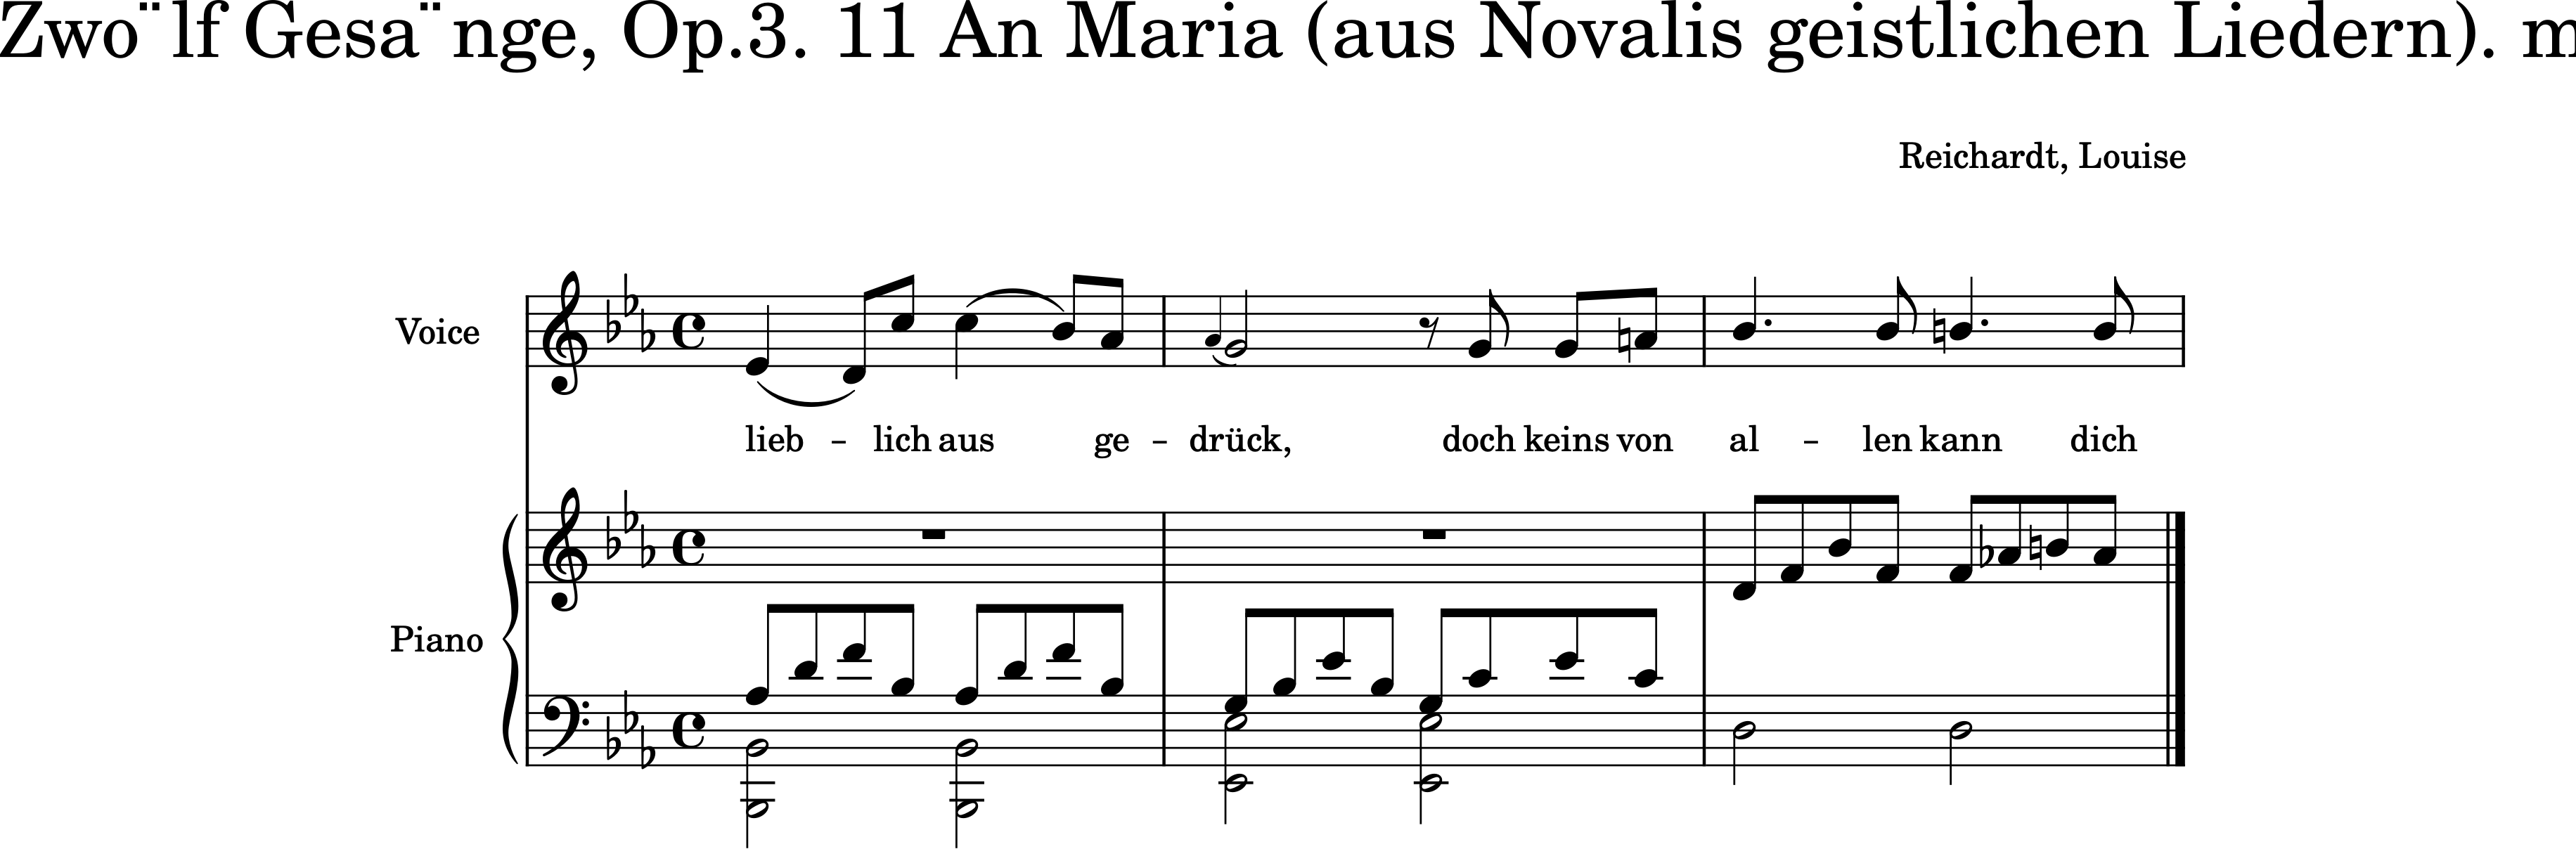 Zwo¨lf Gesa¨nge, Op.3. 11 An Maria (aus Novalis geistlichen Liedern). m
Reichardt, Louise
Voice
lieb – lich aus ge – drück, doch keins von al – len kann dich
Piano